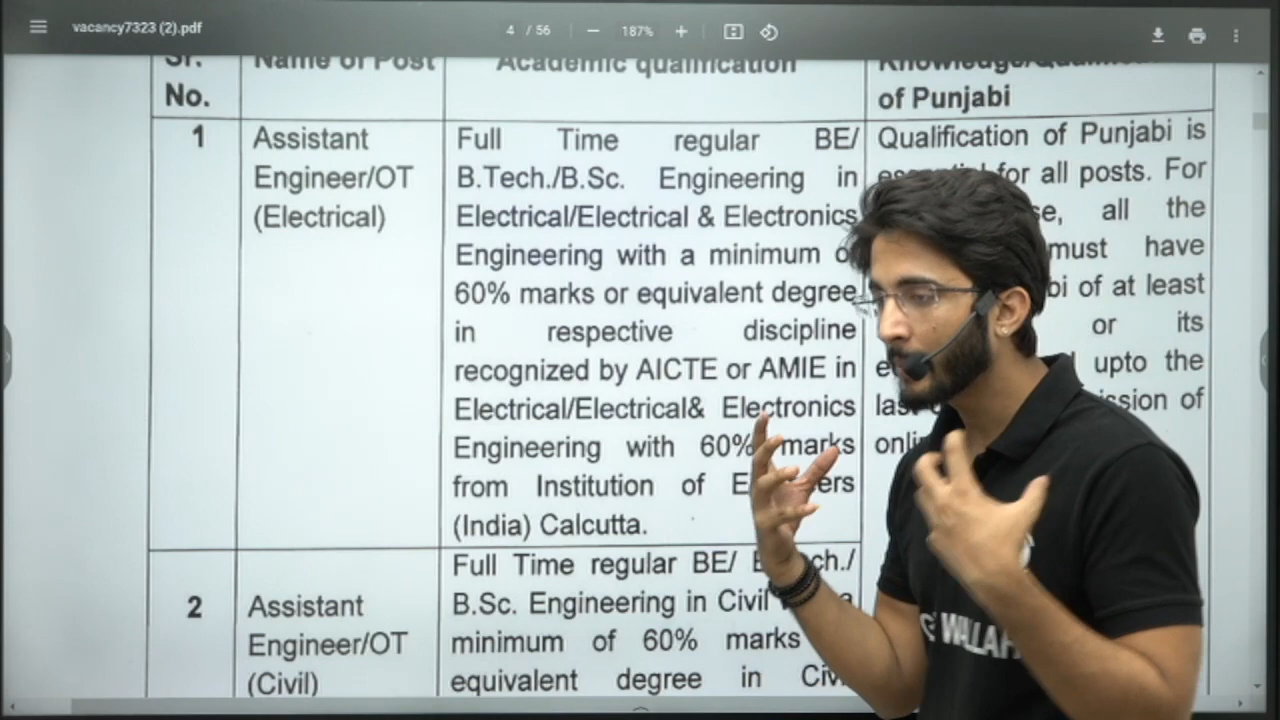 vacancy7323 (2).pdf
4 / 56
187%
Sr.
No.
Name of Post
Academic qualification
of Punjabi
1
Assistant
Engineer/OT
(Electrical)
Full Time regular BE/
B.Tech./B.Sc. Engineering in
Electrical/Electrical & Electronics
Engineering with a minimum
60% marks or equivalent degree
in respective discipline
recognized by AICTE or AMIE in
Electrical/Electrical& Electronics
Engineering with 60% marks
from Institution of
(India) Calcutta.
Qualification of Punjabi is
for all posts. For
all the
must have
of at least
or its
upto the
of
2
Assistant
Engineer/OT
(Civil)
Full Time regular BE/
B.Sc. Engineering in Civil
minimum of 60% marks
equivalent degree in
WALLAH